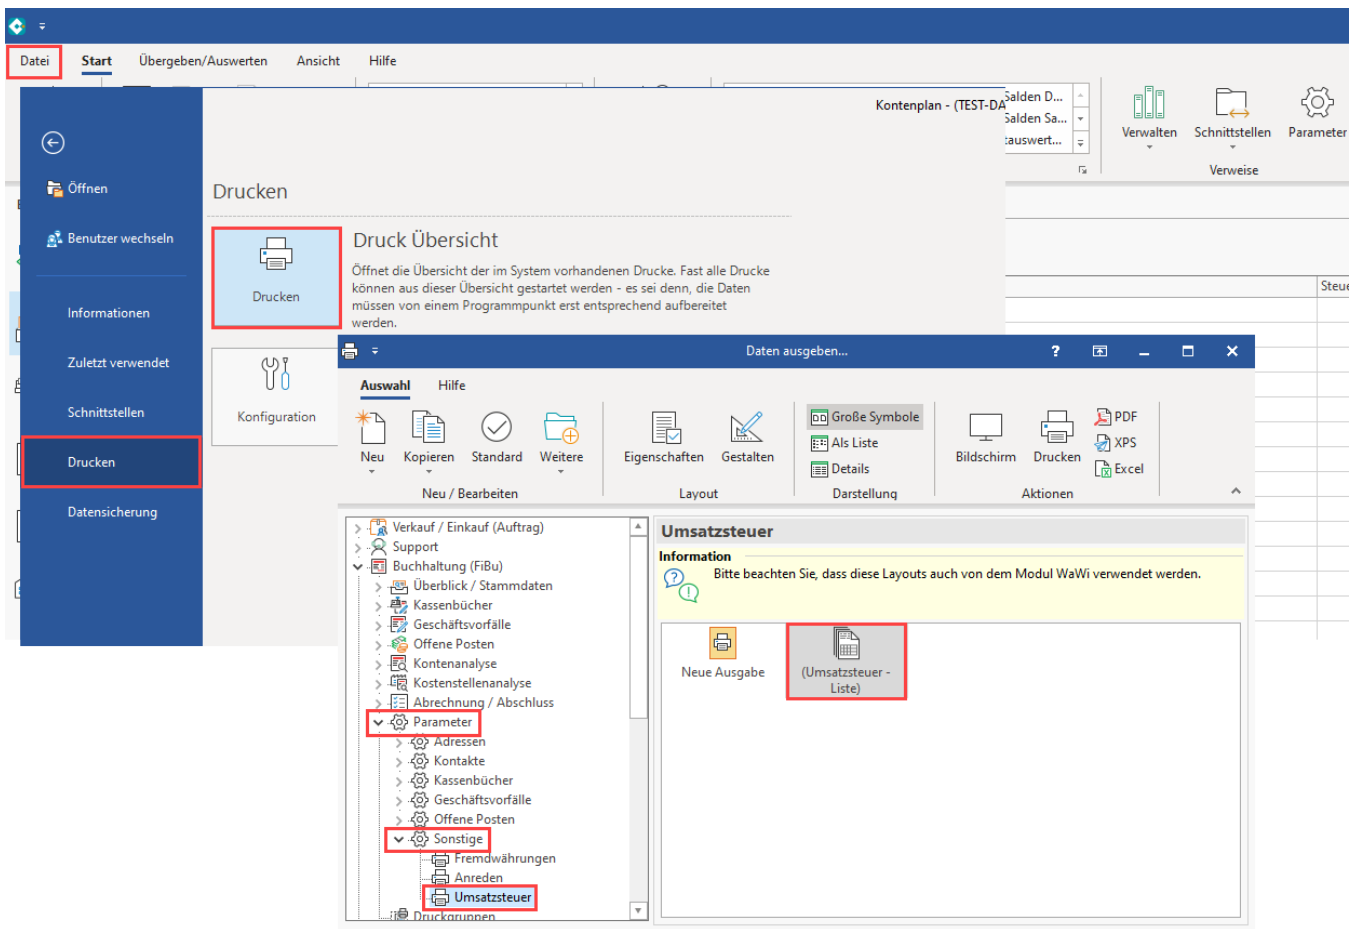 Datei
Start
Übergeben/Auswerten
Ansicht
Hilfe
Kontenplan - (TEST-DA
Salden D...
Salden Sa...
auswert...
Verwalten
Schnittstellen
Parameter
Verweise
Steue
Öffnen
Benutzer wechseln
Informationen
Zuletzt verwendet
Schnittstellen
Drucken
Datensicherung
Drucken
Drucken
Druck Übersicht
Öffnet die Übersicht der im System vorhandenen Drucke. Fast alle Drucke
können aus dieser Übersicht gestartet werden - es sei denn, die Daten
müssen von einem Programmpunkt erst entsprechend aufbereitet
werden.
Konfiguration
Daten ausgeben...
Auswahl
Hilfe
Neu
Kopieren
Standard
Weitere
Neu / Bearbeiten
Eigenschaften
Gestalten
Layout
Große Symbole
Als Liste
Details
Darstellung
Bildschirm
Drucken
PDF
XPS
Excel
Aktionen
Verkauf / Einkauf (Auftrag)
Support
Buchhaltung (FiBu)
Überblick / Stammdaten
Kassenbücher
Geschäftsvorfälle
Offene Posten
Kontenanalyse
Kostenstellenanalyse
Abrechnung / Abschluss
Parameter
Adressen
Kontakte
Kassenbücher
Geschäftsvorfälle
Offene Posten
Sonstige
Fremdwährungen
Anreden
Umsatzsteuer
Druckgruppen
Umsatzsteuer
Information
Bitte beachten Sie, dass diese Layouts auch von dem Modul WaWi verwendet werden.
Neue Ausgabe
(Umsatzsteuer -
Liste)